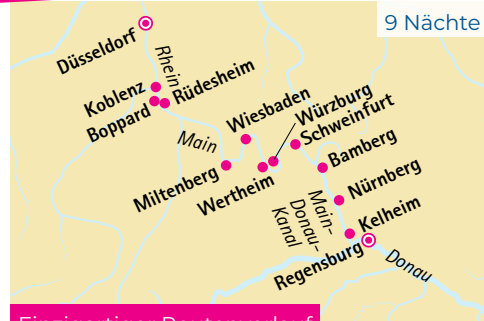 9 Nächte
Düsseldorf
Rhein
Koblenz
Boppard
Rüdesheim
Main
Wiesbaden
Würzburg
Schweinfurt
Miltenberg
Wertheim
Bamberg
Nürnberg
Main-
Donau-
Kanal
Kelheim
Regensburg
Donau